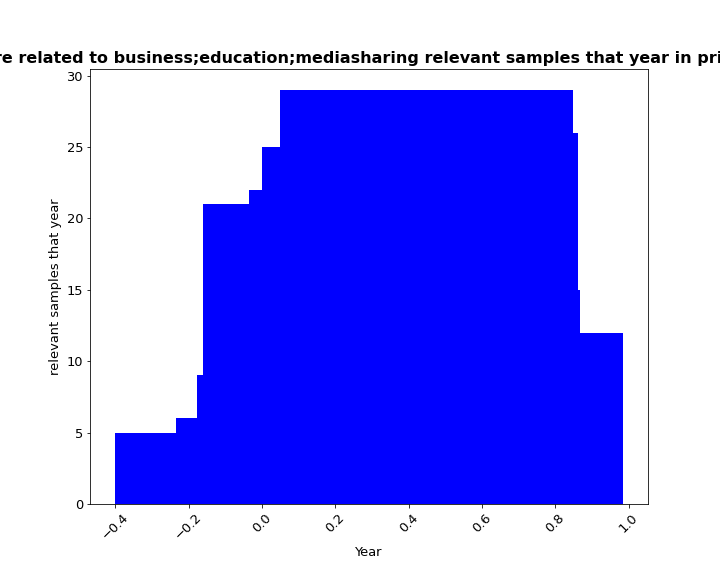 related to business;education;mediasharing relevant samples that year in
30
25
20
15
10
5
0
relevant samples that year
−0.4 −0.2 0.0 0.2 0.4 0.6 0.8 1.0
Year